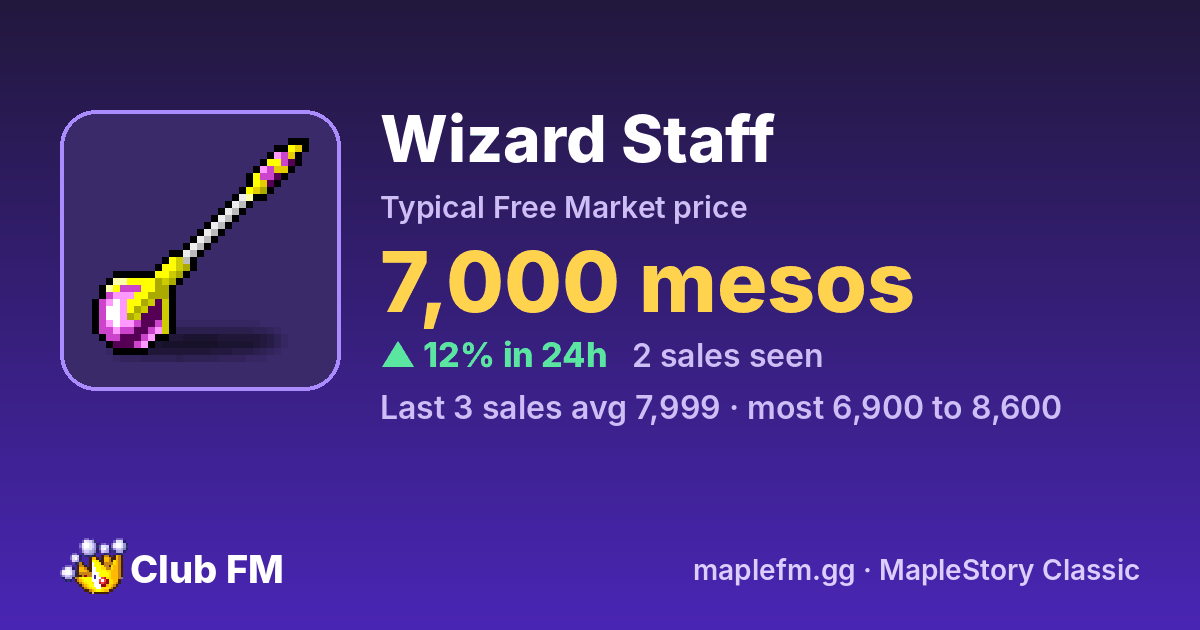 Wizard Staff
Typical Free Market price
7,000 mesos
▲ 12% in 24h 2 sales seen
Last 3 sales avg 7,999 · most 6,900 to 8,600
Club FM
maplefm.gg · MapleStory Classic